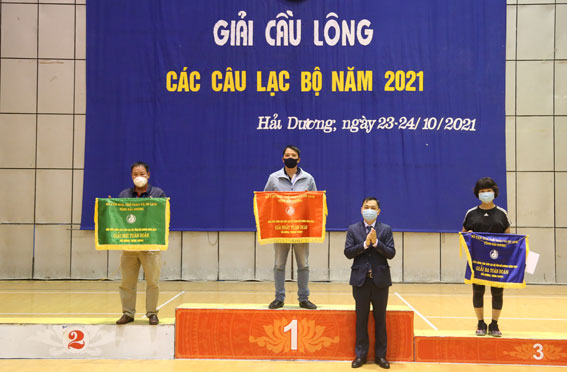 GIẢI CẦU LÔNG
CÁC CÂU LẠC BỘ NĂM 2021
Hải Dương, ngày 23-24/10/2021
GIẢI NHÌ TOÀN ĐOÀN
GIẢI NHẤT TOÀN ĐOÀN
GIẢI BA TOÀN ĐOÀN
2
1
3